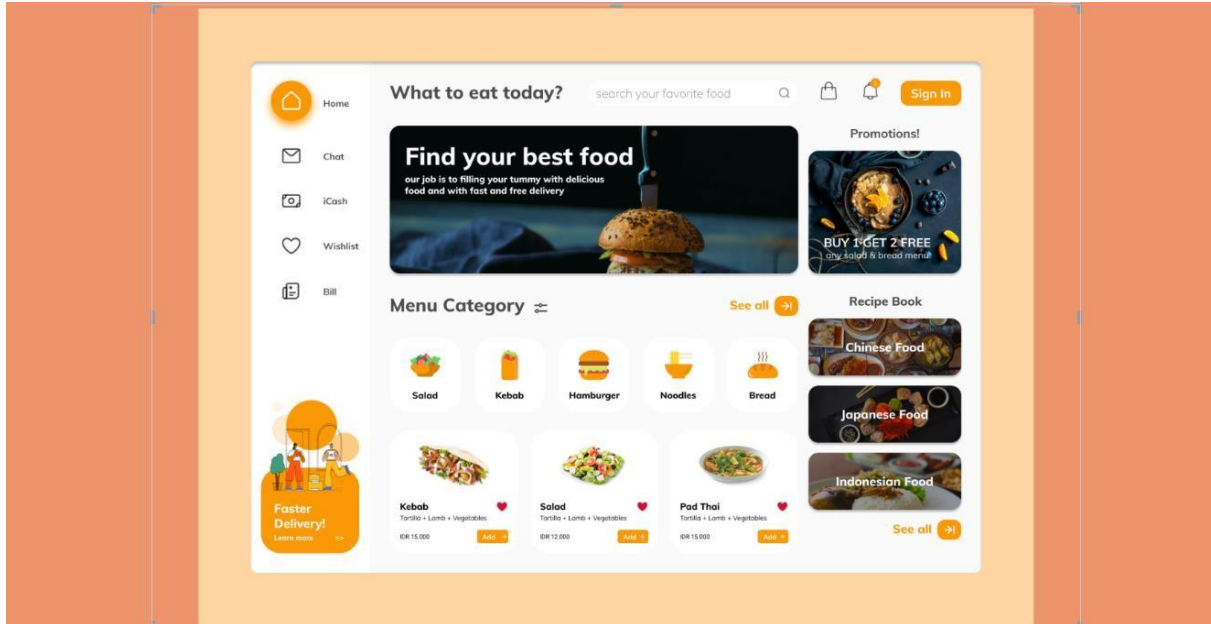 Home
Chat
iCash
Wishlist
Bill
Faster
Delivery!
Learn more >>
What to eat today?
search your favorite food
1
Sign In
Find your best food
our job is to filling your tummy with delicious
food and with fast and free delivery
Menu Category
See all
Salad
Kebab
Hamburger
Noodles
Bread
Kebab
Tortilla + Lamb + Vegetables
IDR 15.000
Add +
Salad
Tortilla + Lamb + Vegetables
IDR 12.000
Add +
Pad Thai
Tortilla + Lamb + Vegetables
IDR 15.000
Add +
Promotions!
BUY 1 GET 2 FREE
any salad & bread menu*
Recipe Book
Chinese Food
Japanese Food
Indonesian Food
See all